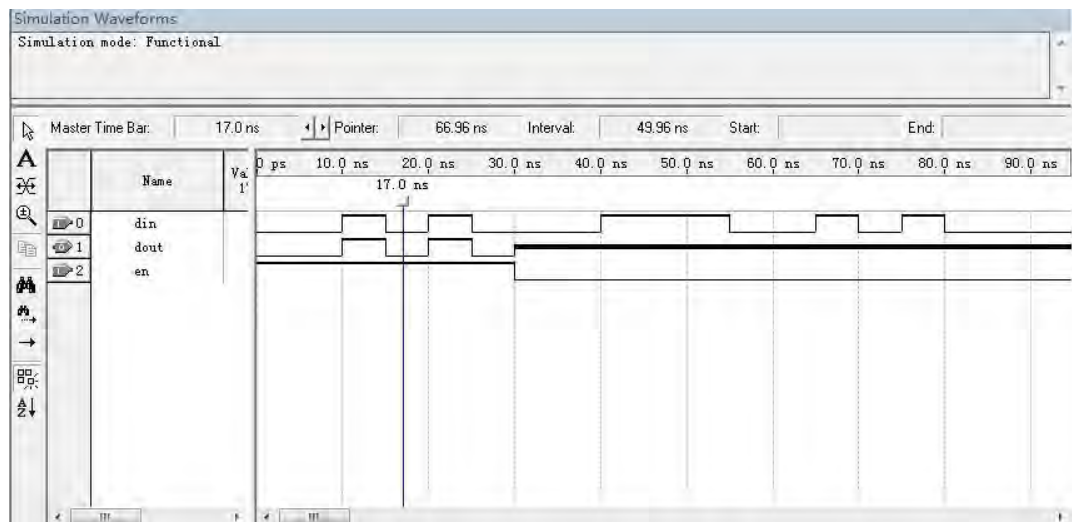 Simulation Waveforms
Simulation mode: Functional
Master Time Bar: 17.0 ns Pointer: 66.96 ns Interval: 49.96 ns Start: End:
A
Name
Va
1'
0 ps 10.0 ns 20.0 ns 30.0 ns 40.0 ns 50.0 ns 60.0 ns 70.0 ns 80.0 ns 90.0 ns
17.0 ns
0 din
1 dout
2 en